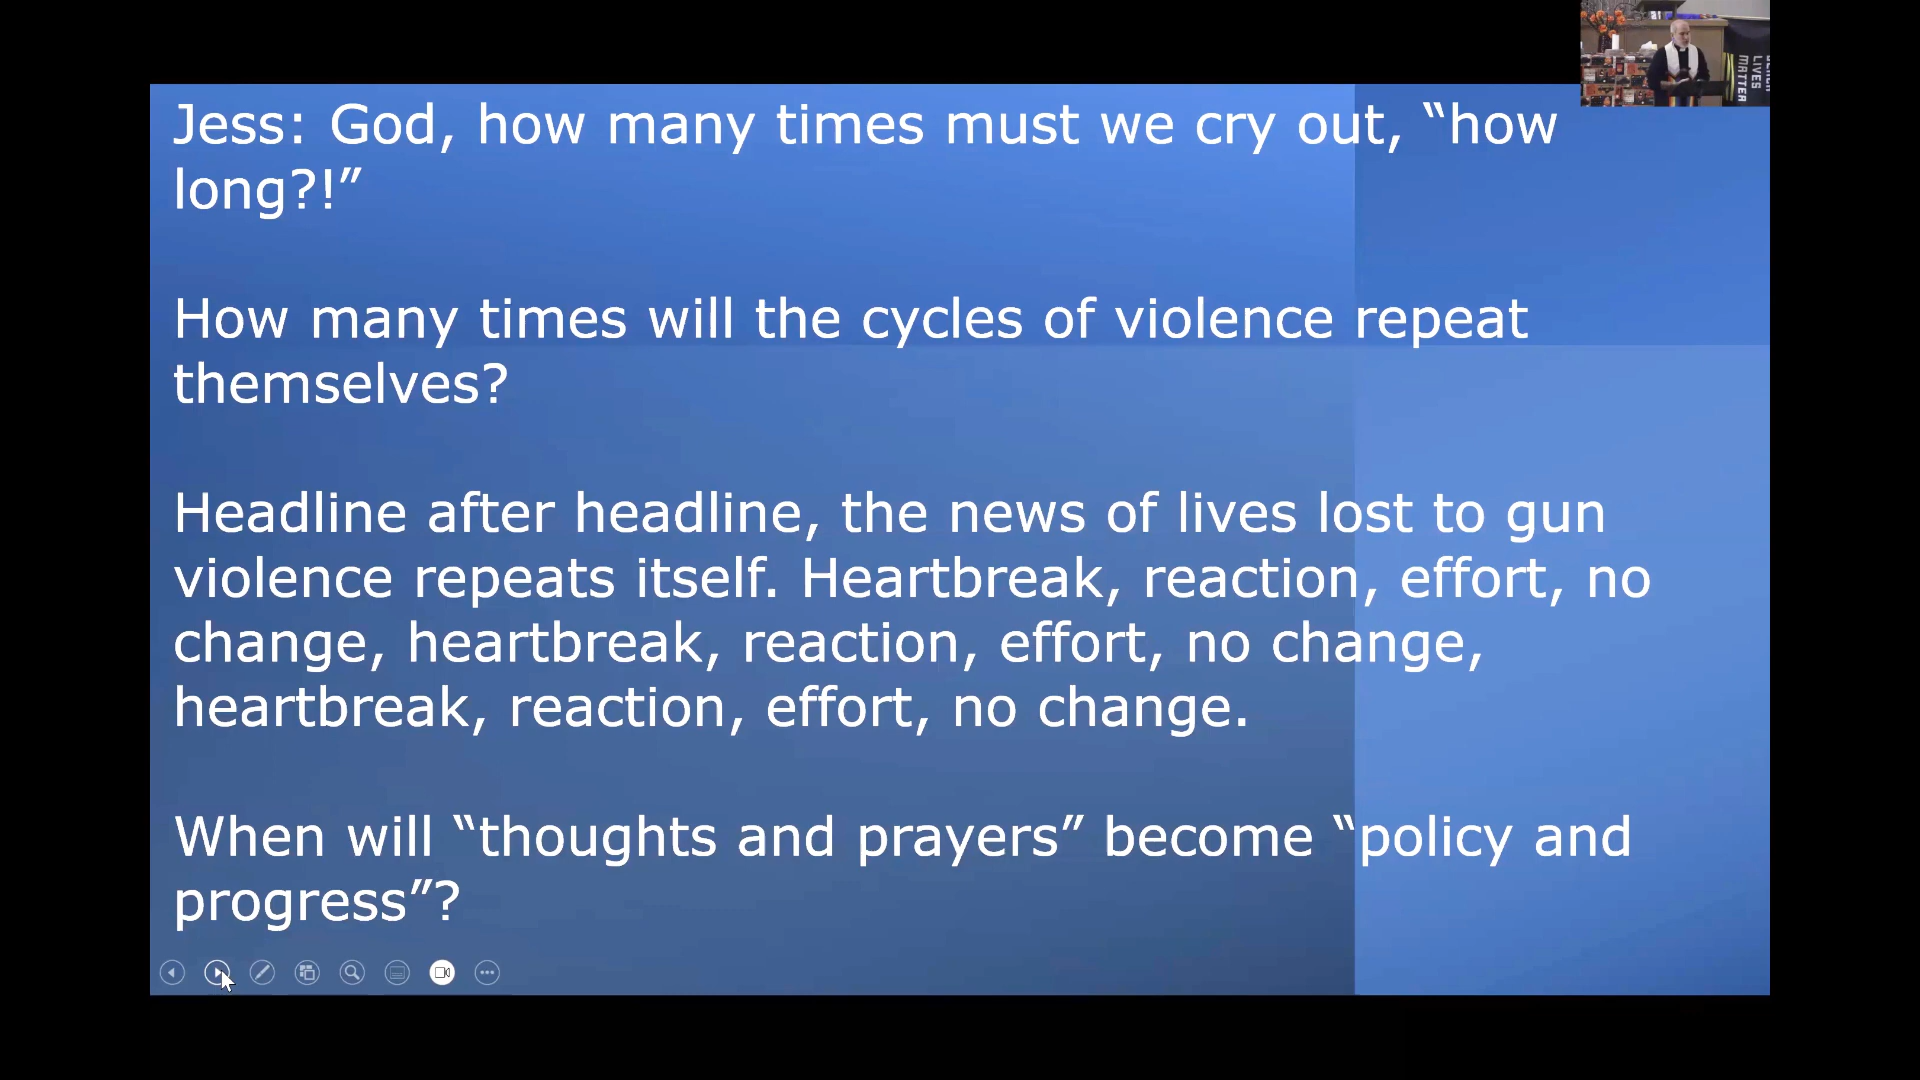 Jess: God, how many times must we cry out, “how
long?!”
How many times will the cycles of violence repeat
themselves?
Headline after headline, the news of lives lost to gun
violence repeats itself. Heartbreak, reaction, effort, no
change, heartbreak, reaction, effort, no change,
heartbreak, reaction, effort, no change.
When will “thoughts and prayers” become “policy and
progress”?
LIVES
MATTER